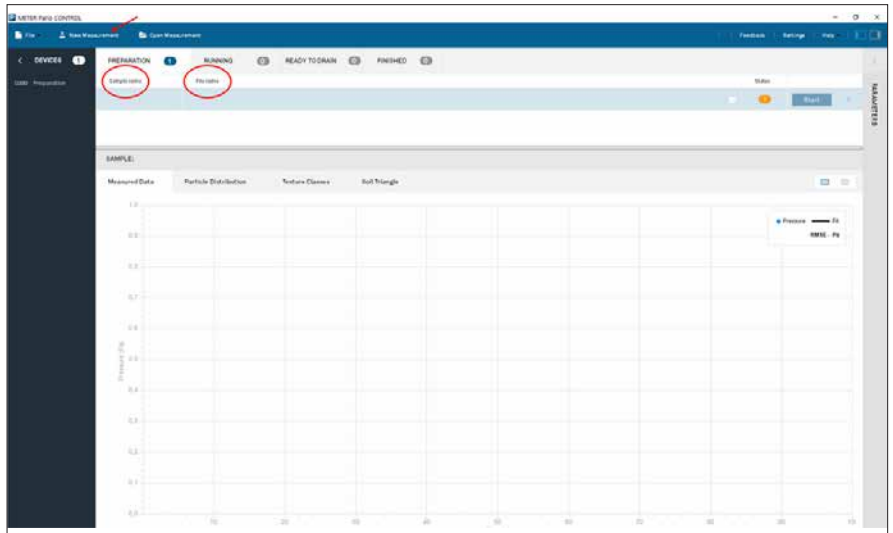 METER Pario CONTROL
File New Measurement Open Measurement Feedback Settings Help
DEVICES 1 PREPARATION 1 RUNNING 0 READY TO DRAIN 0 FINISHED 0
Preparation Sample name File name Status
Start
PARAMETERS
SAMPLE:
Measured Data Particle Distribution Texture Classes Soil Triangle
Pressure Fit
RMSE - Pa
1,0
0,9
0,8
0,7
0,6
0,5
0,4
0,3
0,2
0,1
0,0
Pressure (Pa)
10 20 30 40 50 60 70 80 90